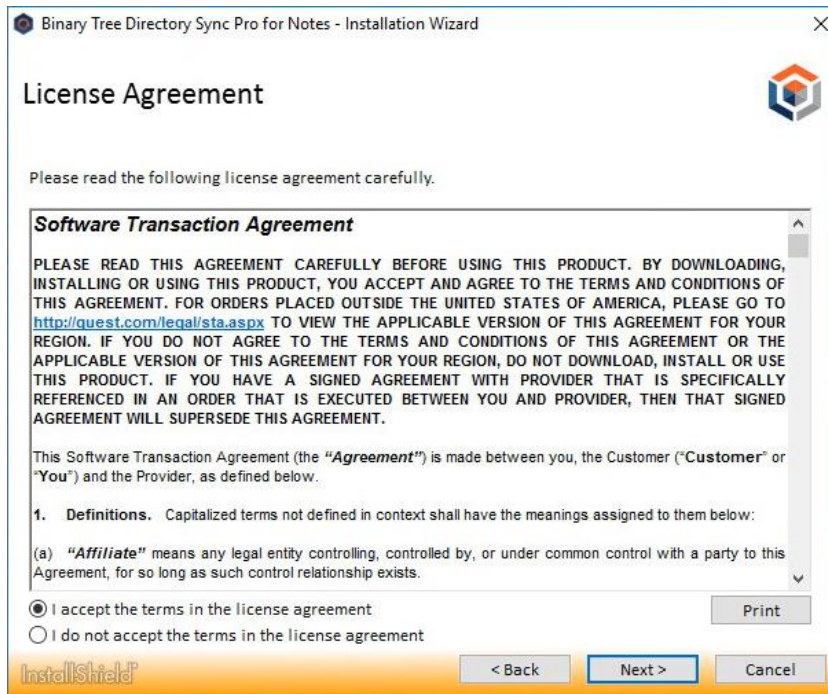 Binary Tree Directory Sync Pro for Notes - Installation Wizard
License Agreement
Please read the following license agreement carefully.
Software Transaction Agreement
PLEASE READ THIS AGREEMENT CAREFULLY BEFORE USING THIS PRODUCT. BY DOWNLOADING,
INSTALLING OR USING THIS PRODUCT, YOU ACCEPT AND AGREE TO THE TERMS AND CONDITIONS OF
THIS AGREEMENT. FOR ORDERS PLACED OUTSIDE THE UNITED STATES OF AMERICA, PLEASE GO TO
http://quest.com/legal/sta.aspx TO VIEW THE APPLICABLE VERSION OF THIS AGREEMENT FOR YOUR
REGION. IF YOU DO NOT AGREE TO THE TERMS AND CONDITIONS OF THIS AGREEMENT OR THE
APPLICABLE VERSION OF THIS AGREEMENT FOR YOUR REGION, DO NOT DOWNLOAD, INSTALL OR USE
THIS PRODUCT. IF YOU HAVE A SIGNED AGREEMENT WITH PROVIDER THAT IS SPECIFICALLY
REFERENCED IN AN ORDER THAT IS EXECUTED BETWEEN YOU AND PROVIDER, THEN THAT SIGNED
AGREEMENT WILL SUPERSEDE THIS AGREEMENT.
This Software Transaction Agreement (the “Agreement”) is made between you, the Customer (“Customer” or
“You”) and the Provider, as defined below.
1. Definitions. Capitalized terms not defined in context shall have the meanings assigned to them below:
(a) “Affiliate” means any legal entity controlling, controlled by, or under common control with a party to this
Agreement, for so long as such control relationship exists.
I accept the terms in the license agreement
Print
I do not accept the terms in the license agreement
InstallShield
< Back
Next >
Cancel